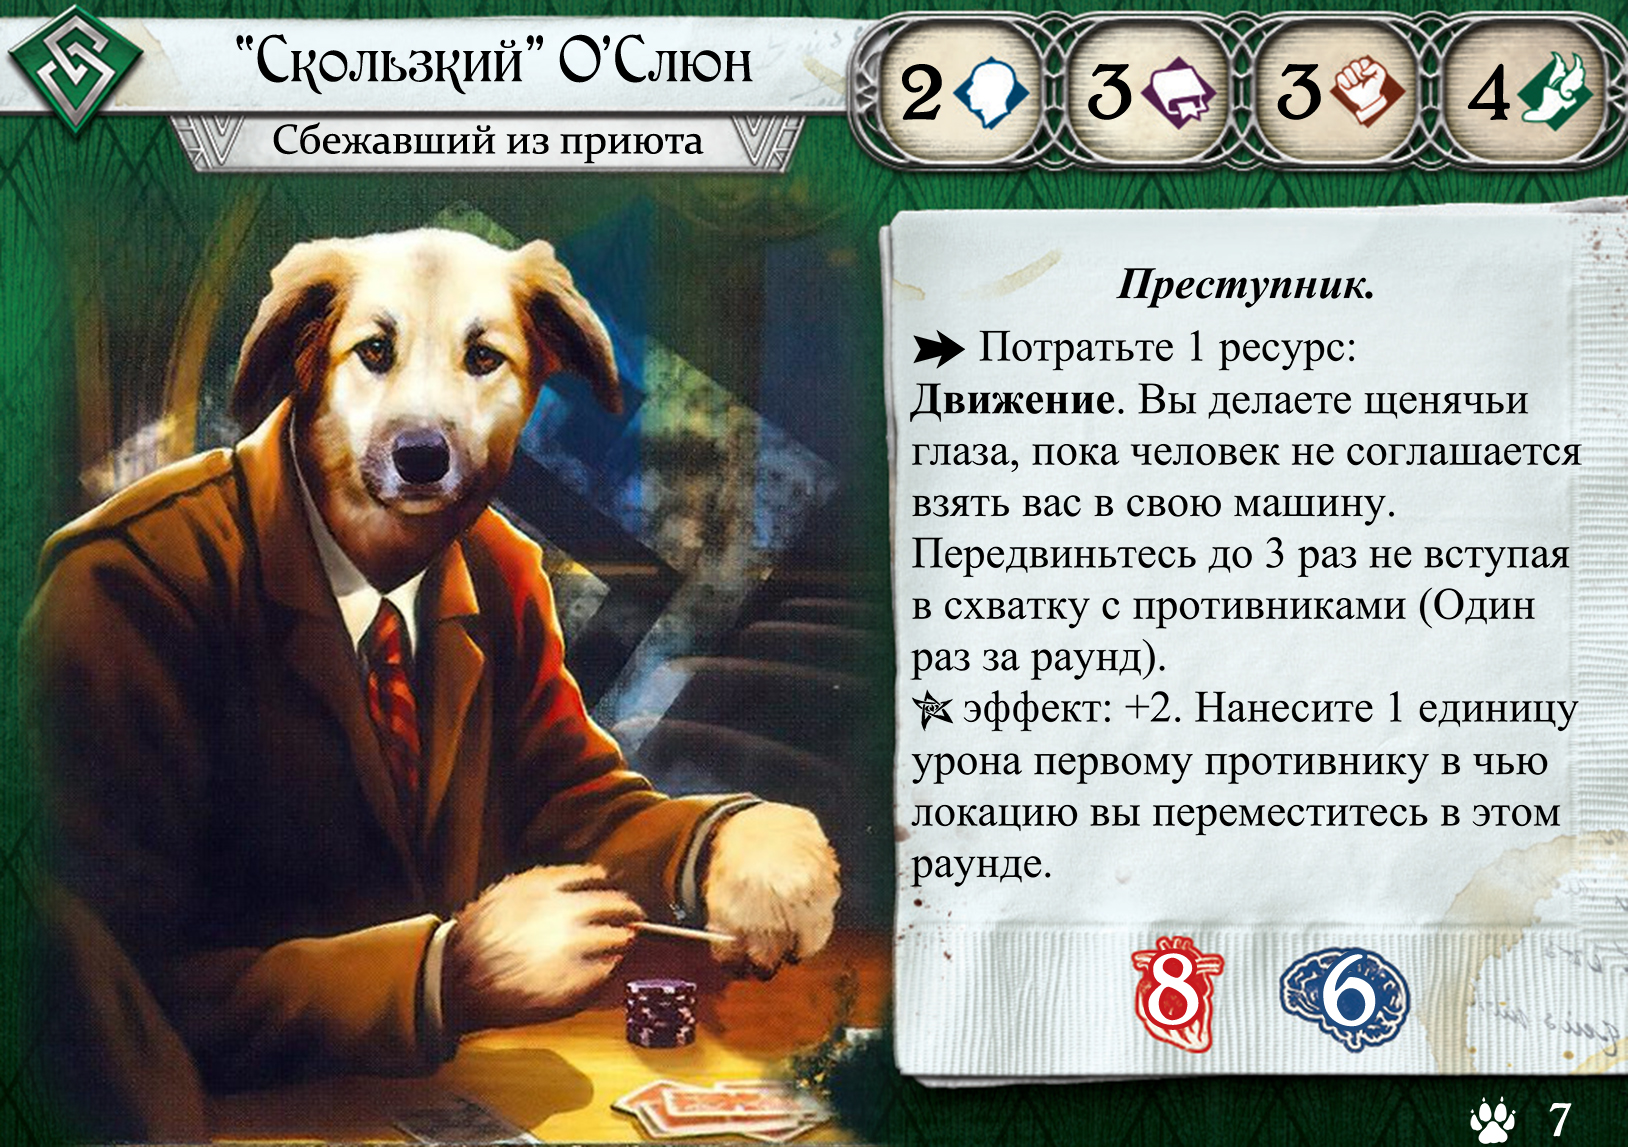 “Скользкий” О’Слюн
Сбежавший из приюта
2 3 3 4
Преступник.
Потратьте 1 ресурс:
Движение. Вы делаете щенячьи
глаза, пока человек не соглашается
взять вас в свою машину.
Передвиньтесь до 3 раз не вступая
в схватку с противниками (Один
раз за раунд).
эффект: +2. Нанесите 1 единицу
урона первому противнику в чью
локацию вы переместитесь в этом
раунде.
8 6
7